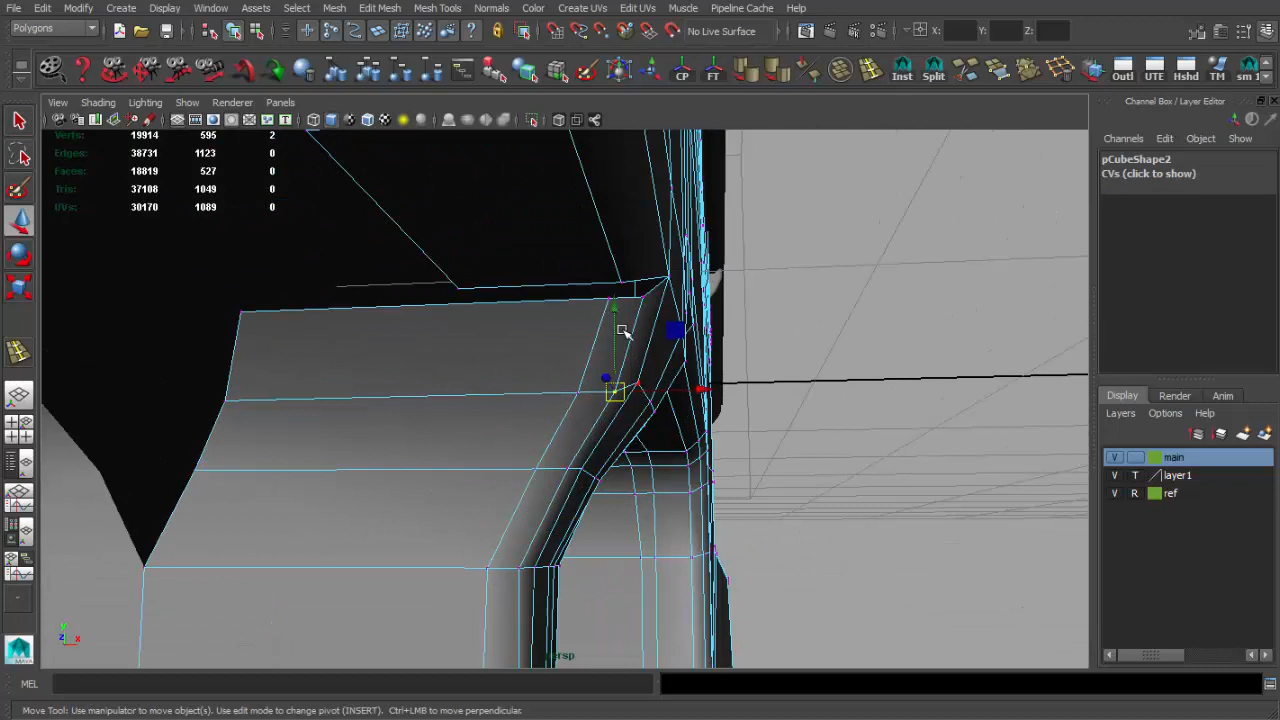 File Edit Modify Create Display Window Assets Select Mesh Edit Mesh Mesh Tools Normals Color Create UVs Edit UVs Muscle Pipeline Cache Help
Polygons No Live Surface X: Y: Z:
CP FT Inst Split Outl UTE Hshd TM sm 1
View Shading Lighting Show Renderer Panels
Channel Box / Layer Editor
Channels Edit Object Show
pCubeShape2
CVs (click to show)
Verts: 19914 595 2
Edges: 38731 1123 0
Faces: 18819 527 0
Tris: 37108 1049 0
UVs: 30170 1089 0
Display Render Anim
Layers Options Help
V main
V T layer1
V R ref
y
z x
persp
MEL
Move Tool: Use manipulator to move object(s). Use edit mode to change pivot (INSERT). Ctrl+LMB to move perpendicular.